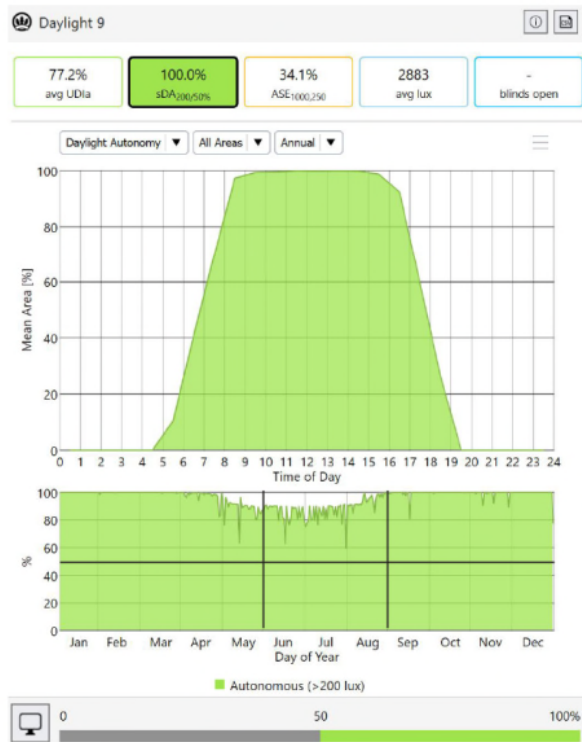 Daylight 9
77.2% 100.0% 34.1% 2883 -
avg UDIa sDA200/50% ASE1000,250 avg lux blinds open
Daylight Autonomy ▼ All Areas ▼ Annual ▼
Mean Area [%]
100
80
60
40
20
0
0 1 2 3 4 5 6 7 8 9 10 11 12 13 14 15 16 17 18 19 20 21 22 23 24
Time of Day
%
100
80
60
40
20
0
Jan Feb Mar Apr May Jun Jul Aug Sep Oct Nov Dec
Day of Year
Autonomous (>200 lux)
0 50 100%